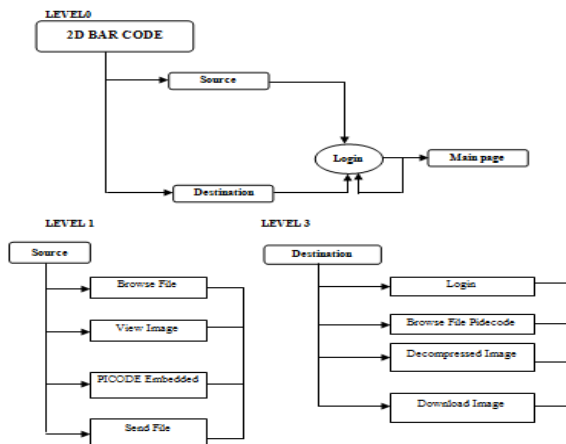 LEVEL0
2D BAR CODE
Source
Login
Main page
Destination
LEVEL 1
Source
Browse File
View Image
PICODE Embedded
Send File
LEVEL 3
Destination
Login
Browse File Pidecode
Decompressed Image
Download Image